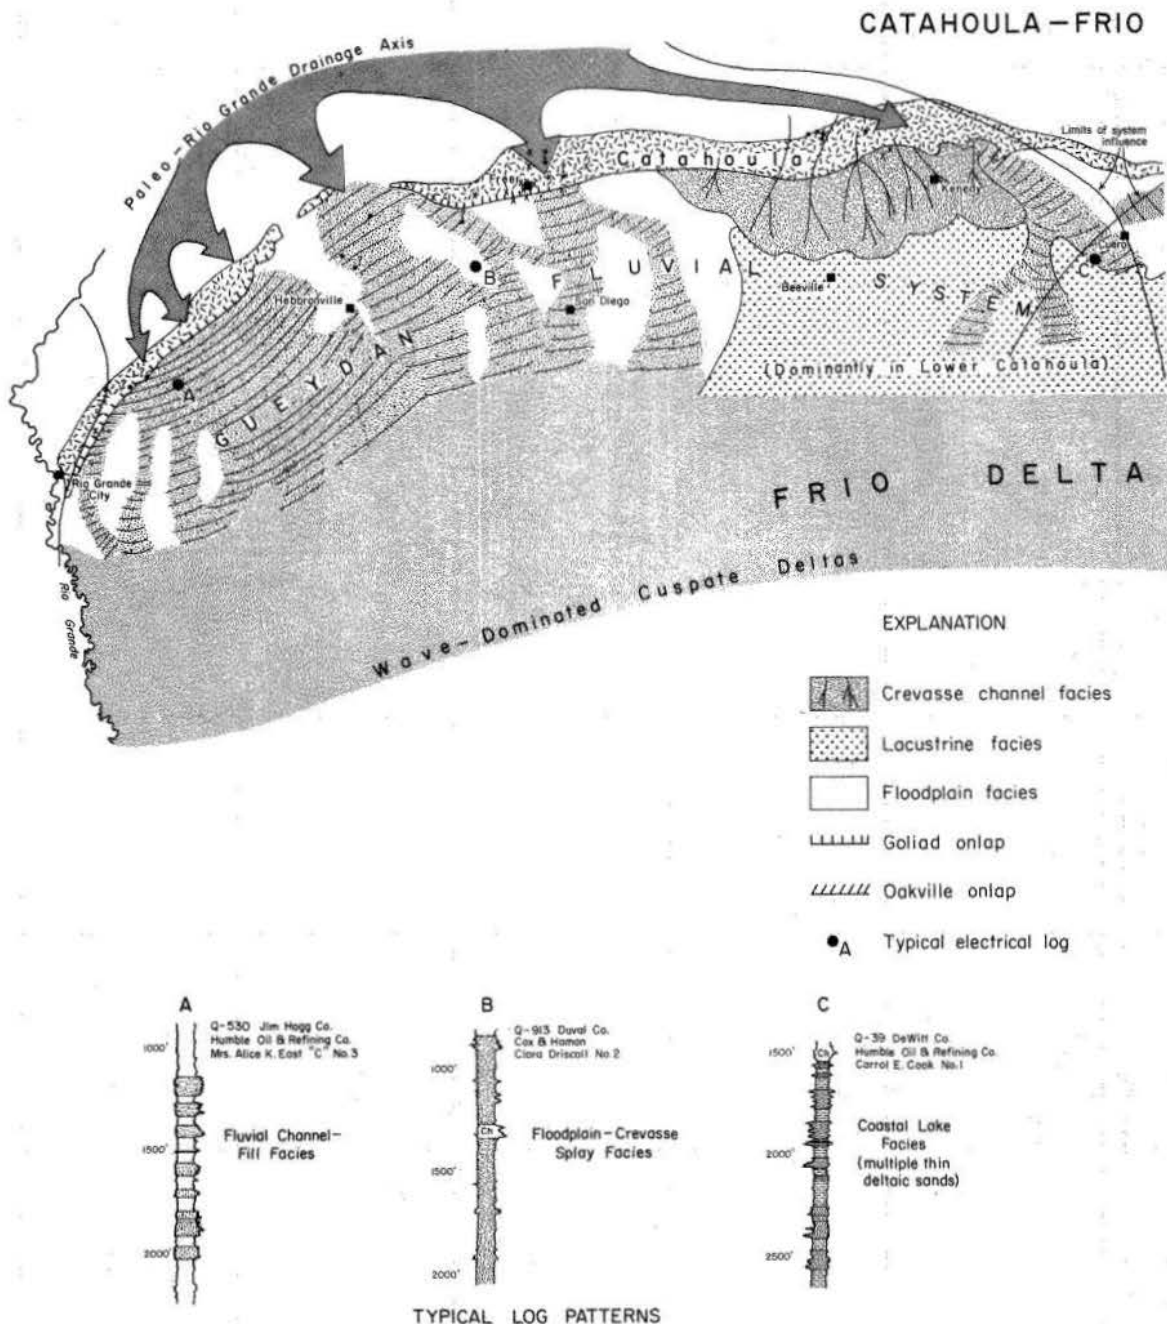 CATAHOULA-FRIO
Paleo-Rio Grande Drainage Axis
Limits of system
influence
Catahoula
Freer
Kenedy
Cuero
C
B
FLUVIAL
SYSTEM
Beeville
San Diego
Hebbronville
A
GUEYDAN
(Dominantly in Lower Catahoula)
Rio Grande
City
FRIO DELTA
Wave-Dominated Cuspate Deltas
Rio Grande
EXPLANATION
Crevasse channel facies
Lacustrine facies
Floodplain facies
Goliad onlap
Oakville onlap
A
Typical electrical log
A
Q-530 Jim Hogg Co.
Humble Oil & Refining Co.
Mrs. Alice K. East "C" No.3
1000'
Fluvial Channel-
Fill Facies
1500'
2000'
B
Q-913 Duval Co.
Cox & Hamon
Clara Driscoll No.2
1000'
Ch
Floodplain-Crevasse
Splay Facies
1500'
2000'
C
Q-39 DeWitt Co.
Humble Oil & Refining Co.
Carrol E. Cook No.1
1500'
Ch
Coastal Lake
Facies
(multiple thin
deltaic sands)
2000'
2500'
TYPICAL LOG PATTERNS